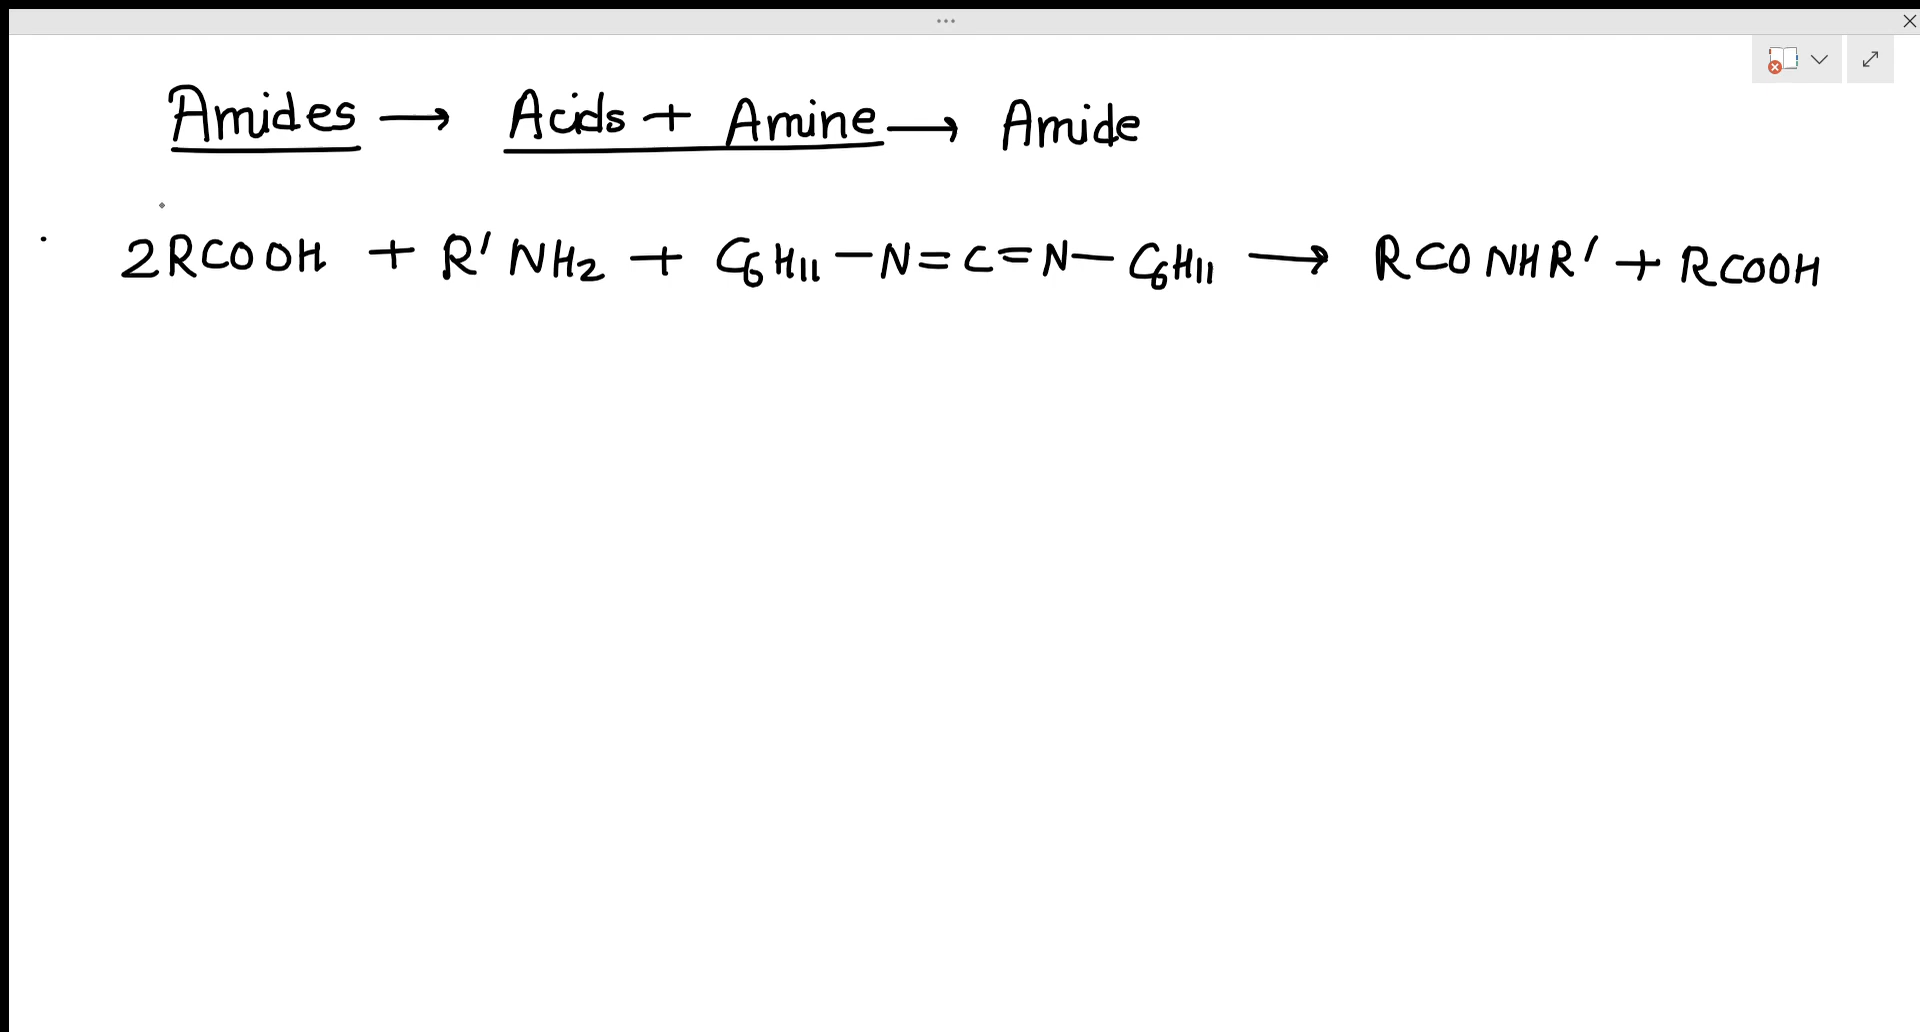 Amides → Acids + Amine → Amide
2RCOOH + R'NH2 + C6H11-N=C=N-C6H11 → RCONHR' + RCOOH